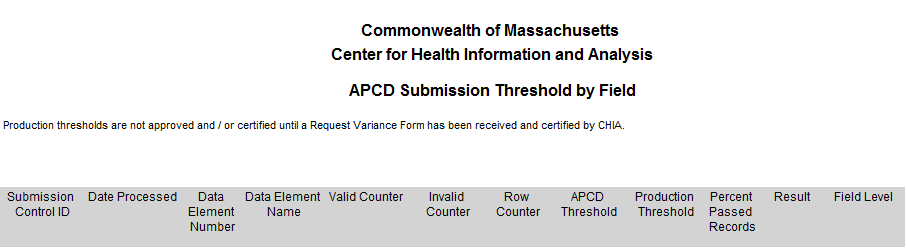 Commonwealth of Massachusetts
Center for Health Information and Analysis
APCD Submission Threshold by Field
Production thresholds are not approved and / or certified until a Request Variance Form has been received and certified by CHIA.
Submission Date Processed Data Data Element Valid Counter Invalid Row APCD Production Percent Result Field Level
Control ID Element Name Counter Counter Threshold Threshold Passed
Number Records